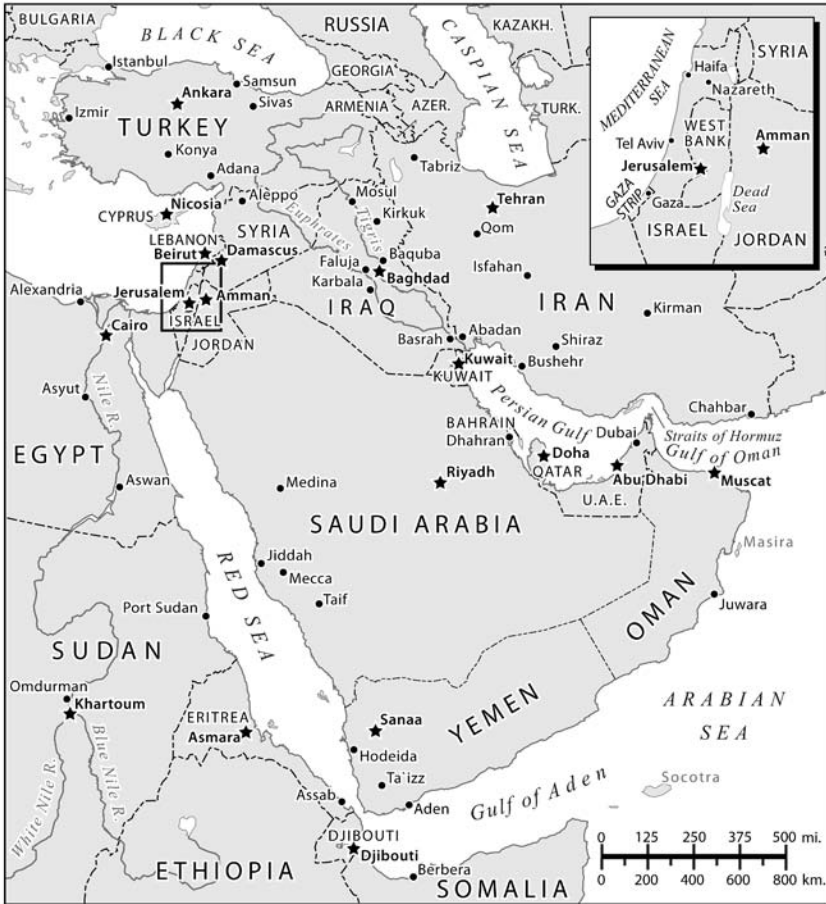 BULGARIA
BLACK SEA
RUSSIA
KAZAKH.
CASPIAN SEA
Istanbul
GEORGIA
Samsun
Ankara
Sivas
ARMENIA
AZER.
TURK.
Izmir
TURKEY
Konya
Adana
Tabriz
Nicosia
CYPRUS
Aleppo
Mosul
Tehran
SYRIA
Euphrates
Tigris
Kirkuk
Qom
LEBANON
Beirut
Damascus
Baquba
Faluja
Baghdad
Isfahan
Alexandria
Jerusalem
Amman
Karbala
IRAQ
IRAN
ISRAEL
Kirman
Cairo
JORDAN
Basrah
Abadan
Shiraz
Kuwait
KUWAIT
Bushehr
Asyut
Nile R.
Persian Gulf
Chahbar
BAHRAIN
Dhahran
Dubai
Straits of Hormuz
Gulf of Oman
EGYPT
Doha
QATAR
Riyadh
Abu Dhabi
Muscat
Aswan
Medina
U.A.E.
SAUDI ARABIA
Masira
RED SEA
Jiddah
Mecca
Taif
OMAN
Juwara
Port Sudan
SUDAN
Omdurman
Khartoum
ERITREA
Asmara
Sanaa
YEMEN
ARABIAN
SEA
Hodeida
White Nile R.
Blue Nile R.
Ta'izz
Assab
Aden
Gulf of Aden
Socotra
DJIBOUTI
Djibouti
ETHIOPIA
Berbera
SOMALIA
0 125 250 375 500 mi.
0 200 400 600 800 km.
MEDITERRANEAN
SEA
SYRIA
Haifa
Nazareth
WEST
BANK
Tel Aviv
Amman
Jerusalem
GAZA
STRIP
Gaza
Dead
Sea
ISRAEL
JORDAN